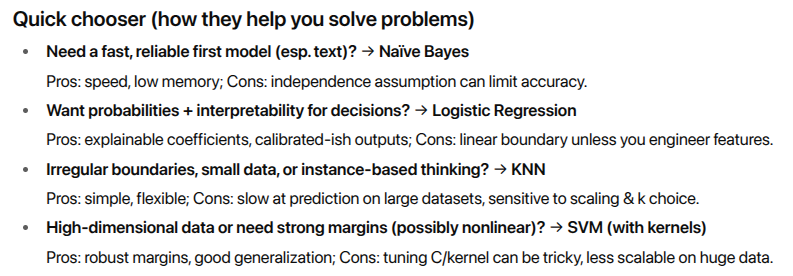 Quick chooser (how they help you solve problems)
• Need a fast, reliable first model (esp. text)? → Naïve Bayes
Pros: speed, low memory; Cons: independence assumption can limit accuracy.
• Want probabilities + interpretability for decisions? → Logistic Regression
Pros: explainable coefficients, calibrated-ish outputs; Cons: linear boundary unless you engineer features.
• Irregular boundaries, small data, or instance-based thinking? → KNN
Pros: simple, flexible; Cons: slow at prediction on large datasets, sensitive to scaling & k choice.
• High-dimensional data or need strong margins (possibly nonlinear)? → SVM (with kernels)
Pros: robust margins, good generalization; Cons: tuning C/kernel can be tricky, less scalable on huge data.